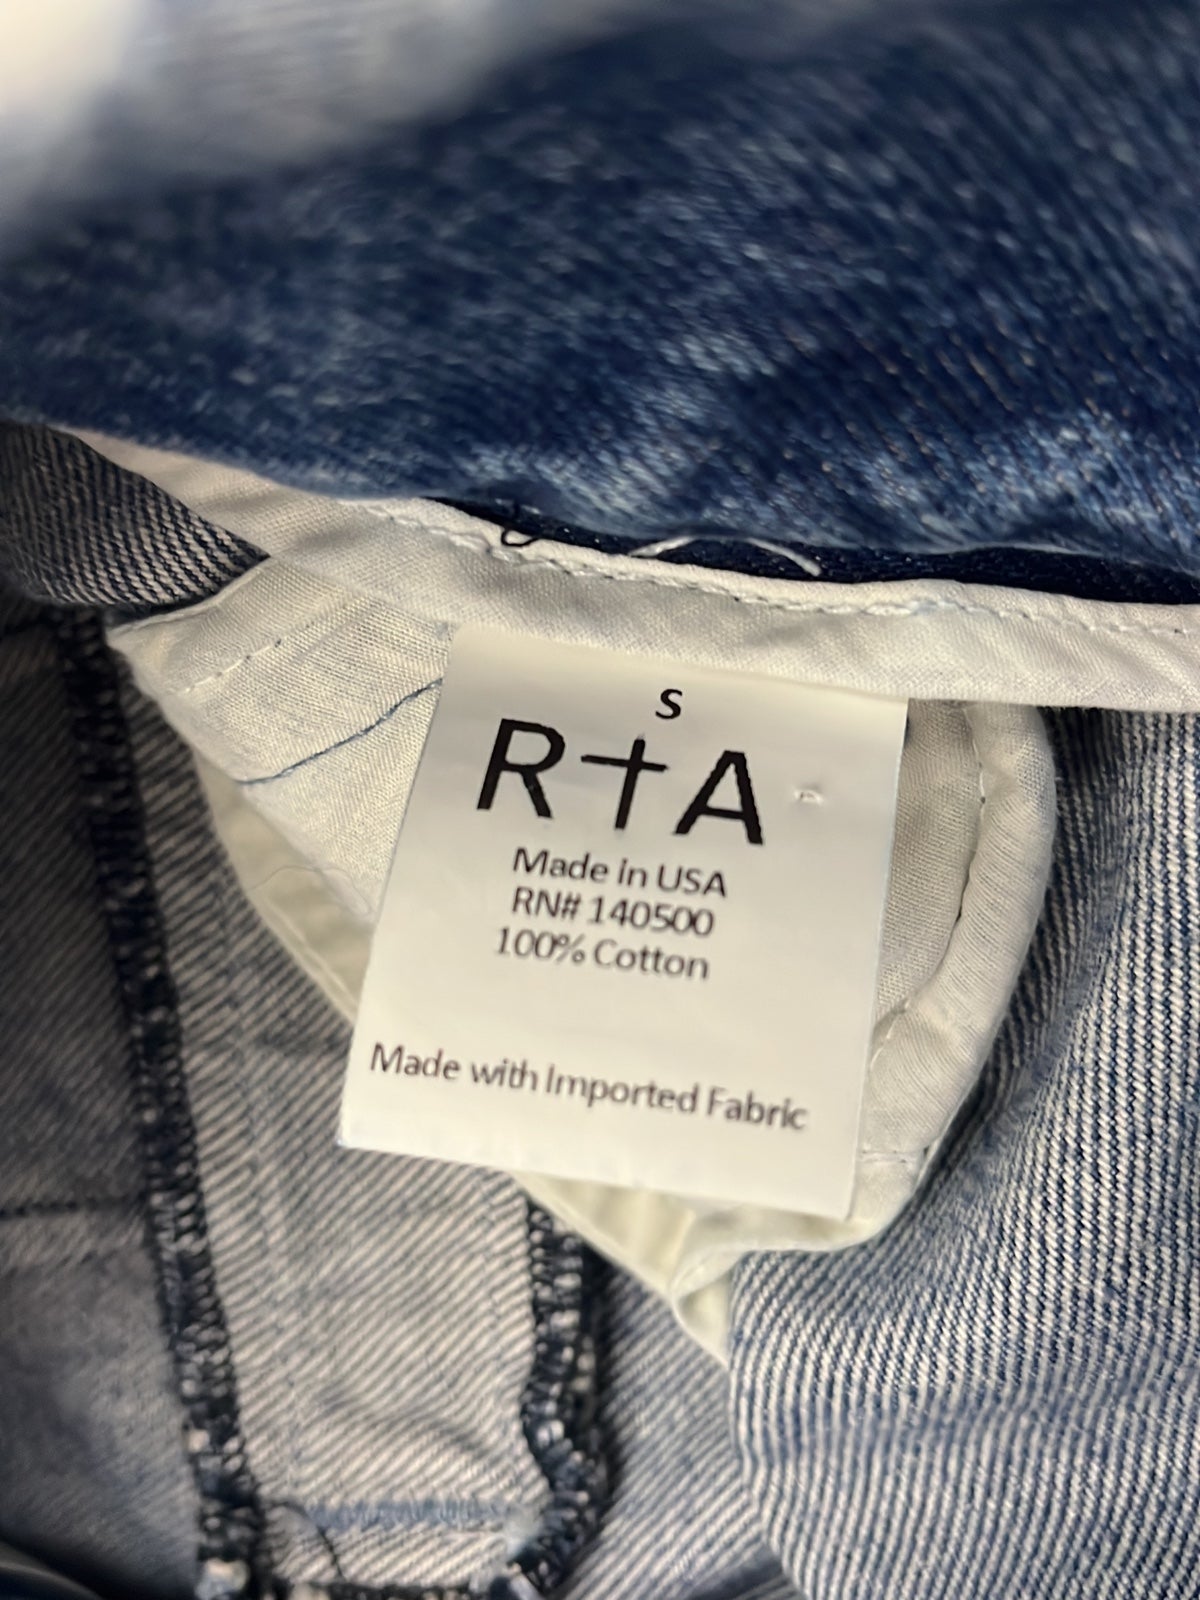 S
R†A
Made in USA
RN# 140500
100% Cotton
Made with Imported Fabric